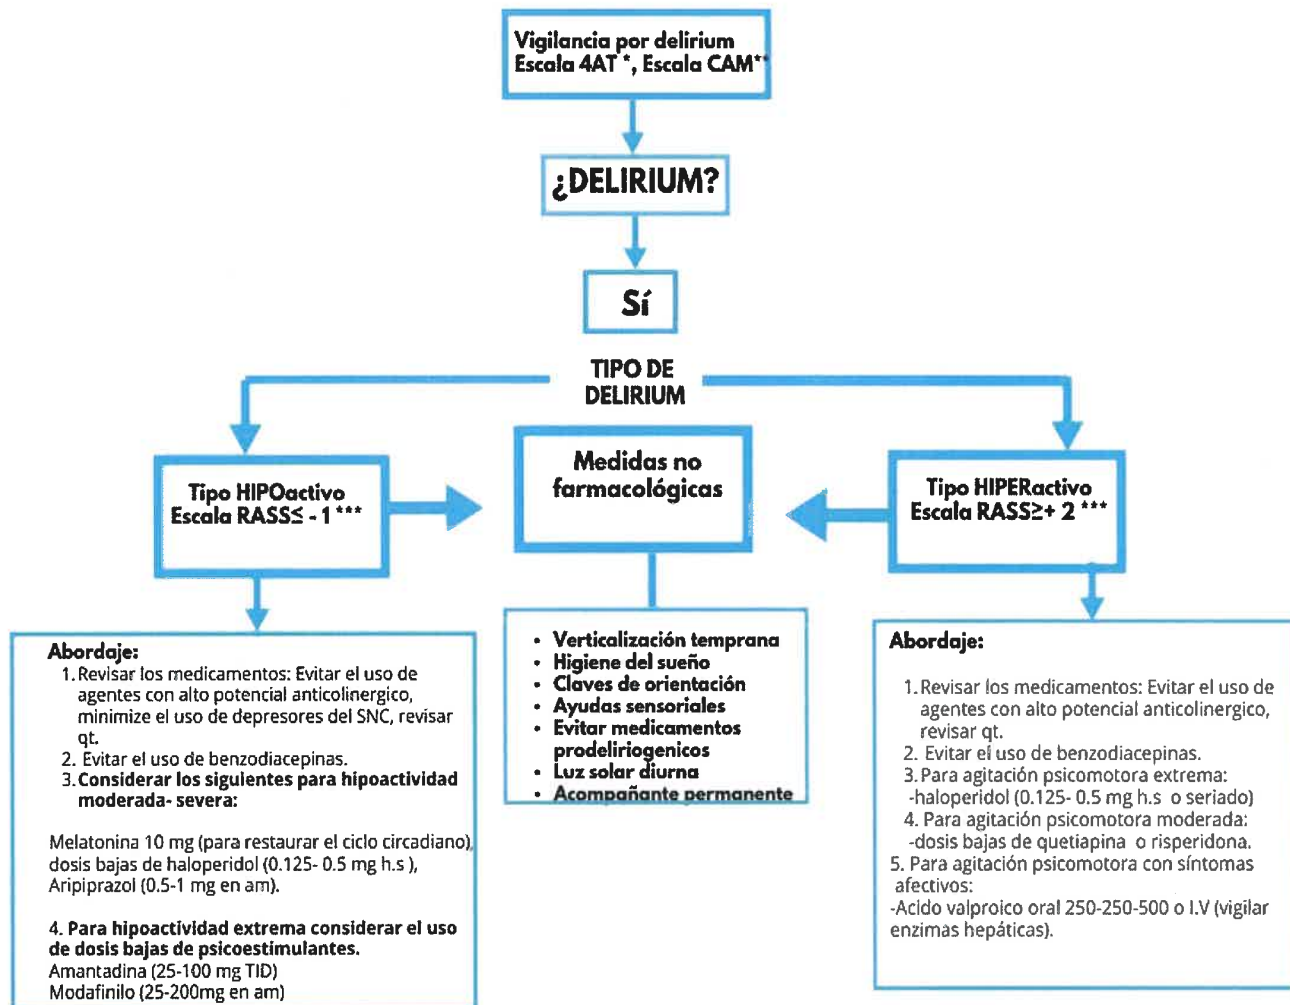 Vigilancia por delirium
Escala 4AT *, Escala CAM**
¿DELIRIUM?
Sí
TIPO DE
DELIRIUM
Tipo HIPOactivo
Escala RASS≤ - 1 ***
Medidas no
farmacológicas
Tipo HIPERactivo
Escala RASS≥+ 2 ***
Abordaje:
1. Revisar los medicamentos: Evitar el uso de
agentes con alto potencial anticolinergico,
minimize el uso de depresores del SNC, revisar
qt.
2. Evitar el uso de benzodiacepinas.
3. Considerar los siguientes para hipoactividad
moderada- severa:
Melatonina 10 mg (para restaurar el ciclo circadiano),
dosis bajas de haloperidol (0.125- 0.5 mg h.s ),
Aripiprazol (0.5-1 mg en am).
4. Para hipoactividad extrema considerar el uso
de dosis bajas de psicoestimulantes.
Amantadina (25-100 mg TID)
Modafinilo (25-200mg en am)
• Verticalización temprana
• Higiene del sueño
• Claves de orientación
• Ayudas sensoriales
• Evitar medicamentos
prodeliriogenicos
• Luz solar diurna
• Acompañante permanente
Abordaje:
1. Revisar los medicamentos: Evitar el uso de
agentes con alto potencial anticolinergico,
revisar qt.
2. Evitar el uso de benzodiacepinas.
3. Para agitación psicomotora extrema:
-haloperidol (0.125- 0.5 mg h.s o seriado)
4. Para agitación psicomotora moderada:
-dosis bajas de quetiapina o risperidona.
5. Para agitación psicomotora con síntomas
afectivos:
-Acido valproico oral 250-250-500 o I.V (vigilar
enzimas hepáticas).